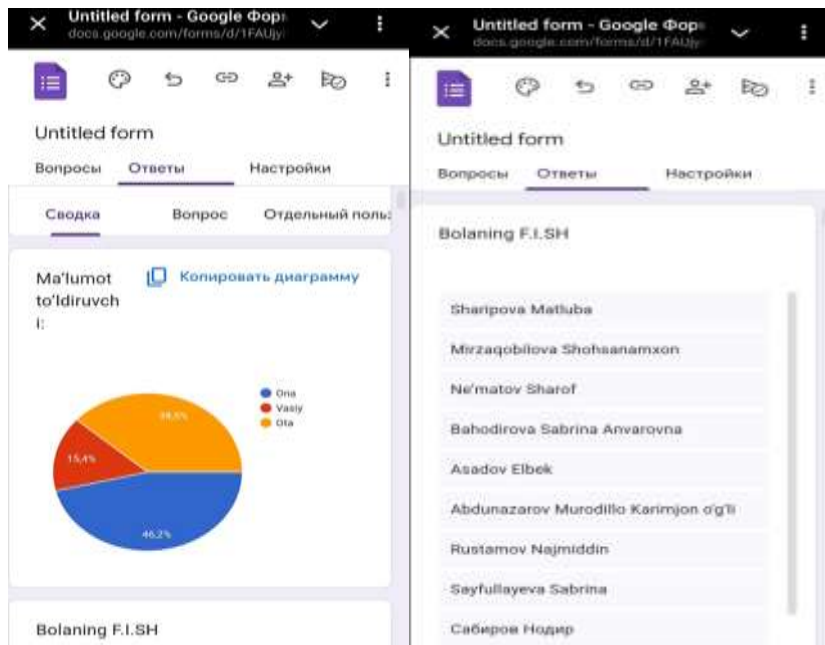 Untitled form - Google Фор
docs.google.com/forms/d/1FAUjy
Untitled form
Вопросы Ответы Настройки
Сводка Вопрос Отдельный поль
Ma'lumot to'ldiruvch
i:
Копировать диаграмму
Ona
Vasiy
Ota
38,5%
15,4%
46,2%
Bolaning F.I.SH
Untitled form - Google Фор
docs.google.com/forms/d/1FAUjy
Untitled form
Вопросы Ответы Настройки
Bolaning F.I.SH
Sharipova Matluba
Mirzaqobilova Shohsanamxon
Ne'matov Sharof
Bahodirova Sabrina Anvarovna
Asadov Elbek
Abdunazarov Murodillo Karimjon o'g'li
Rustamov Najmiddin
Sayfullayeva Sabrina
Сабиров Нодир